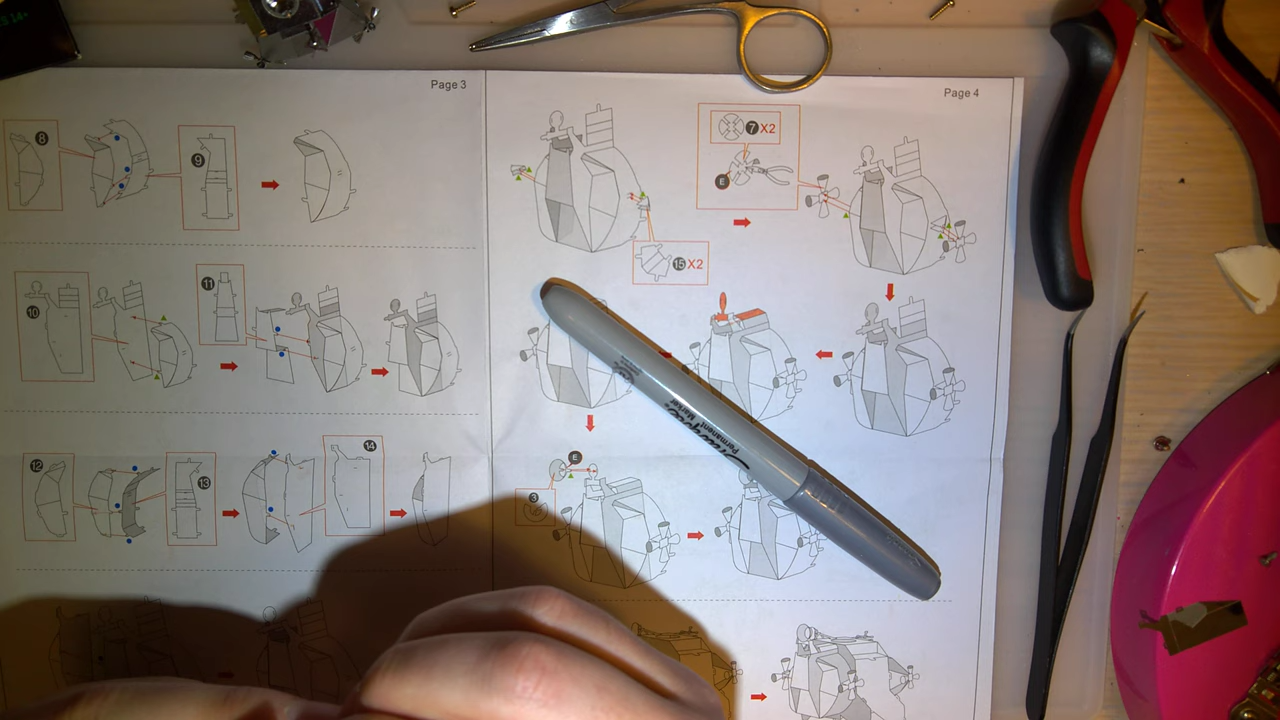 S 14+
Page 3
8
9
10
11
12
13
14
Page 4
7 X2
E
15 X2
E
3
Sharpie.
Permanent
Marker